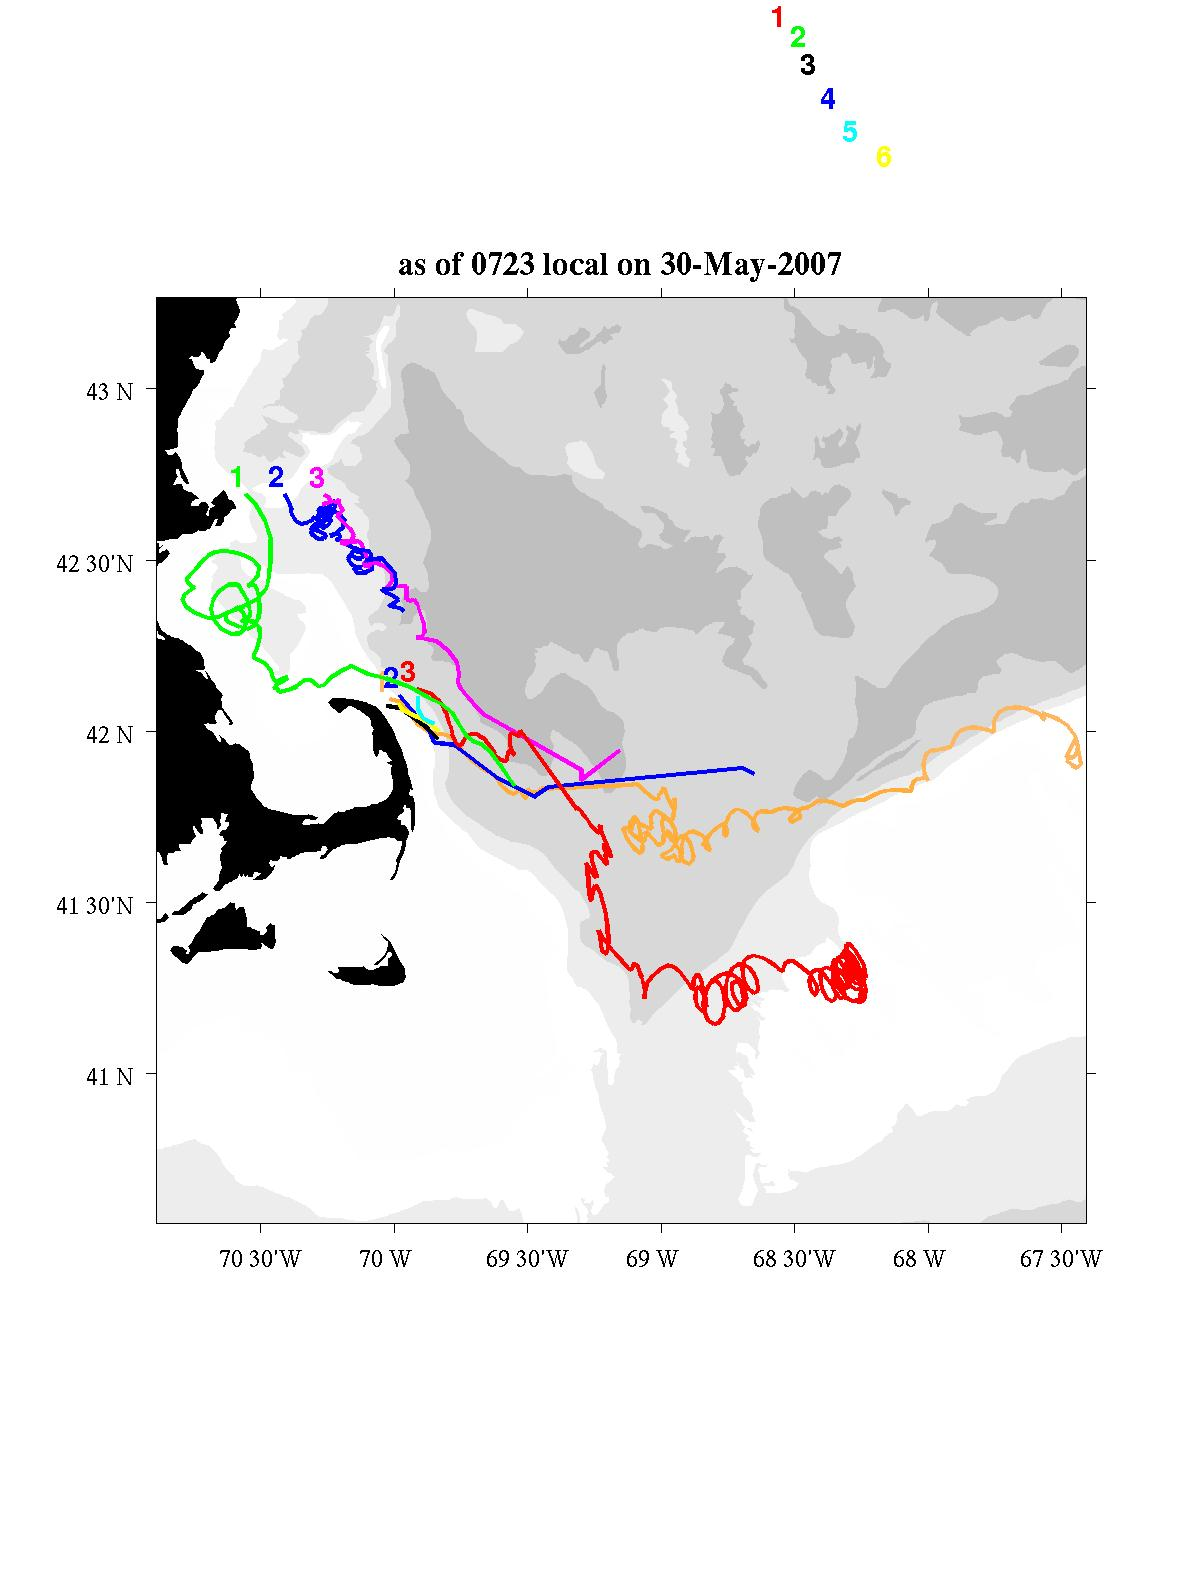 1
2
3
4
5
6
as of 0723 local on 30-May-2007
43 N
1 2 3
42 30'N
2 3
42 N
41 30'N
41 N
70 30'W 70 W 69 30'W 69 W 68 30'W 68 W 67 30'W